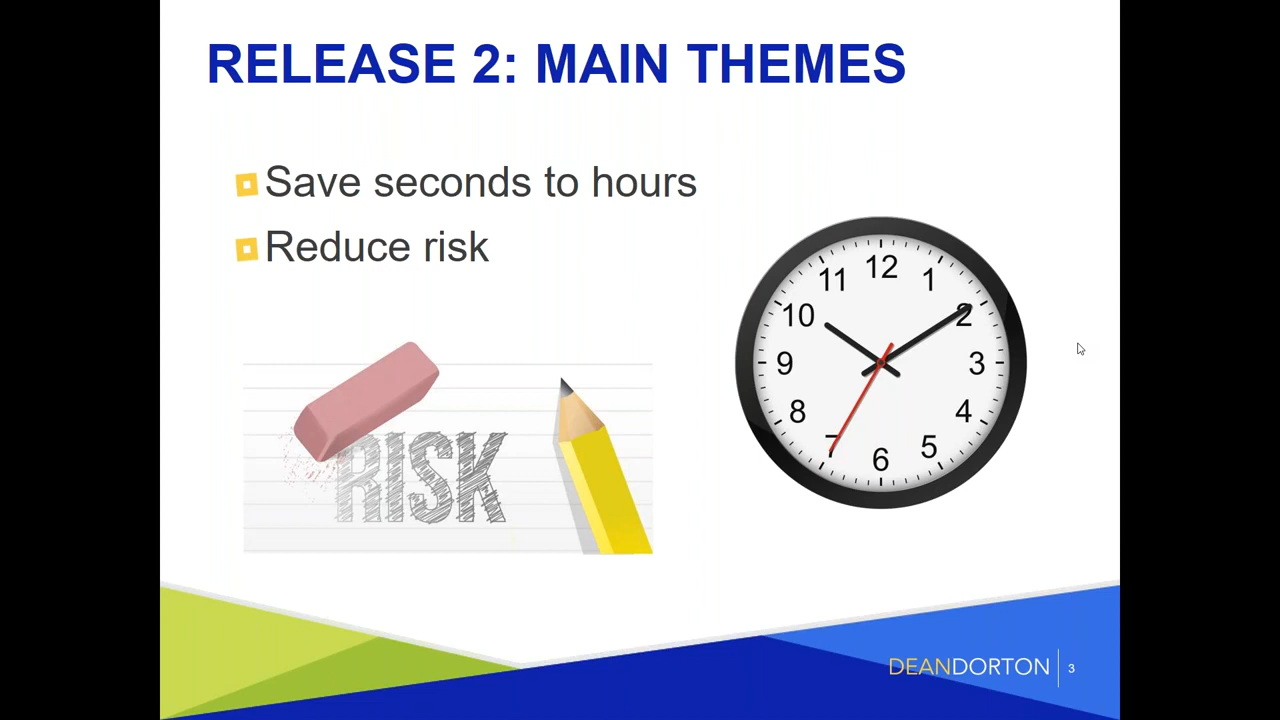 RELEASE 2: MAIN THEMES
Save seconds to hours
Reduce risk
RISK
12
11
1
10
2
9
3
8
4
7
5
6
DEANDORTON
3